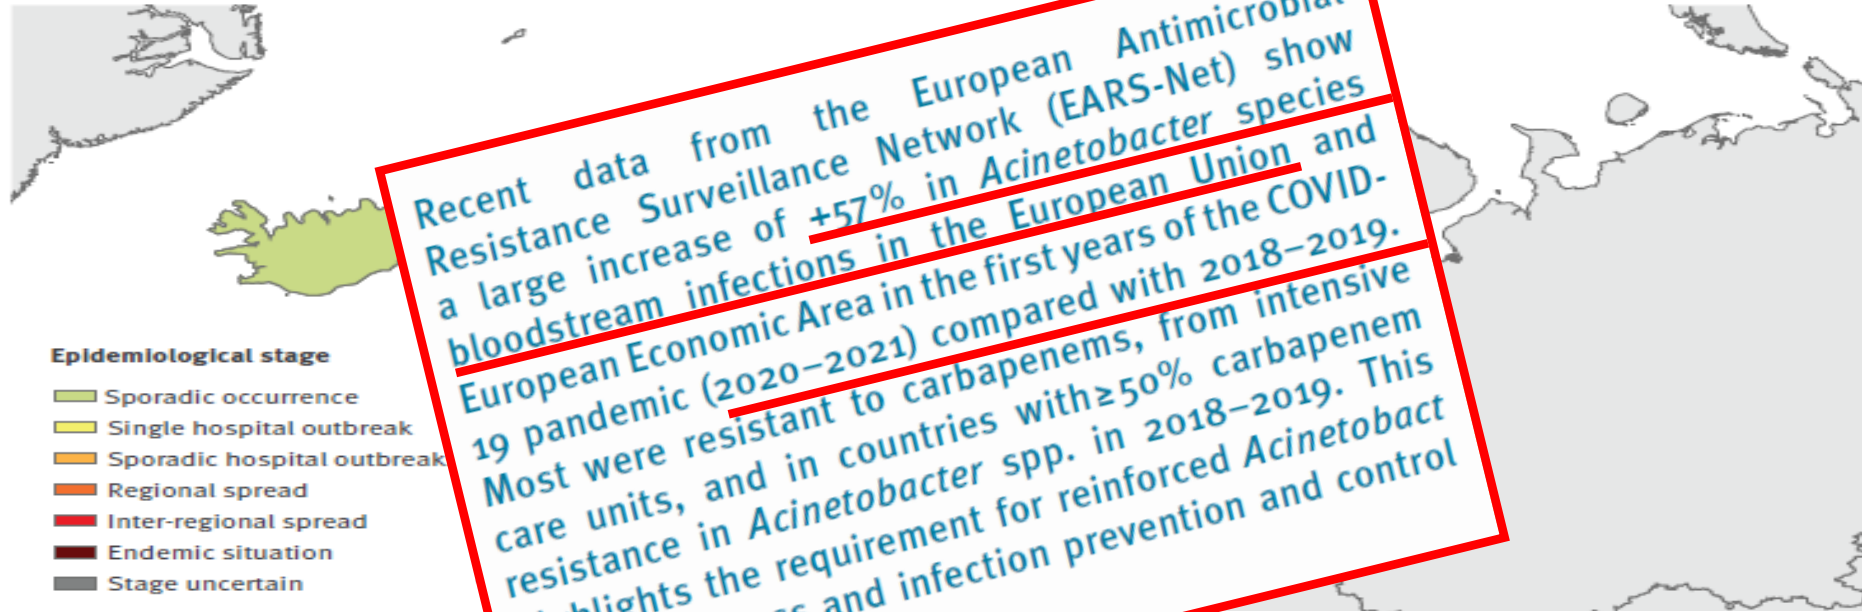 Recent data from the European Antimicrobial
Resistance Surveillance Network (EARS-Net) show
a large increase of +57% in Acinetobacter species
bloodstream infections in the European Union and
European Economic Area in the first years of the COVID-
19 pandemic (2020–2021) compared with 2018–2019.
Most were resistant to carbapenems, from intensive
care units, and in countries with≥50% carbapenem
resistance in Acinetobacter spp. in 2018–2019. This
the requirement for reinforced Acinetobact
and infection prevention and control
Epidemiological stage
Sporadic occurrence
Single hospital outbreak
Sporadic hospital outbreak
Regional spread
Inter-regional spread
Endemic situation
Stage uncertain